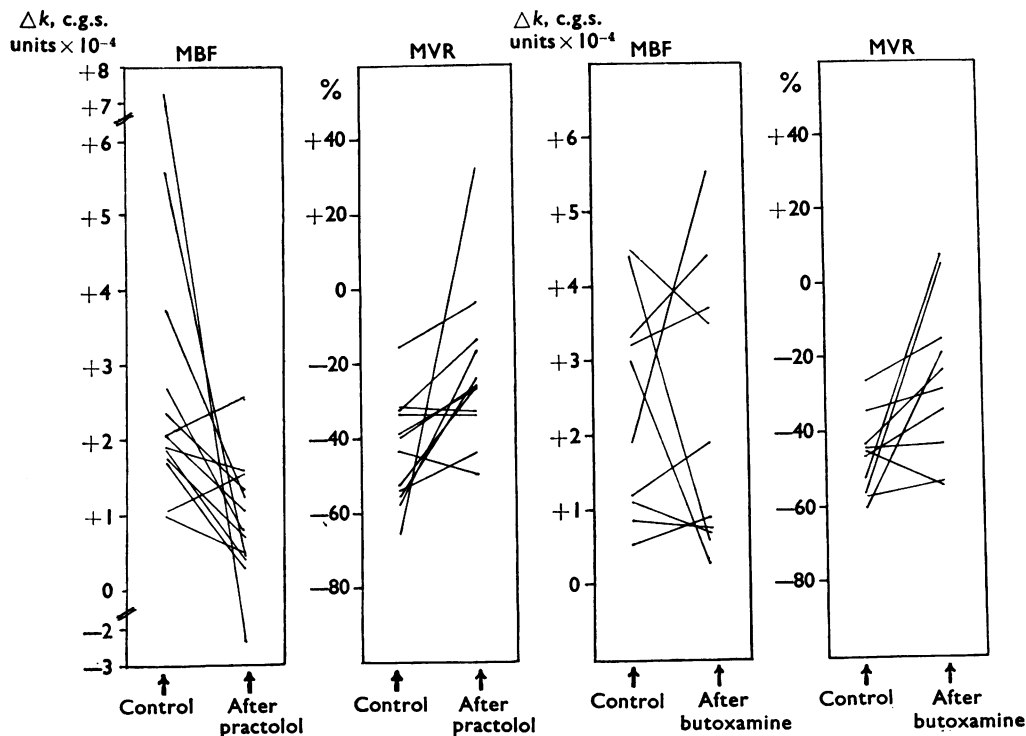 △k, c.g.s.
units × 10⁻⁴
MBF
+8
+7
+6
+5
+4
+3
+2
+1
0
—2
—3
Control
After
practolol
MVR
%
+40
+20
0
—20
—40
—60
—80
Control
After
practolol
△k, c.g.s.
units × 10⁻⁴
MBF
+6
+5
+4
+3
+2
+1
0
Control
After
butoxamine
MVR
%
+40
+20
0
—20
—40
—60
—80
Control
After
butoxamine